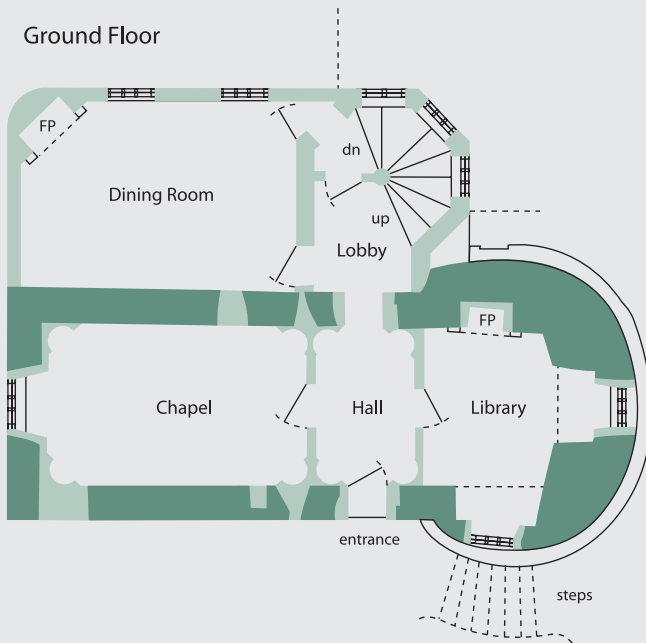 Ground Floor
FP
dn
Dining Room
up
Lobby
FP
Chapel
Hall
Library
entrance
steps